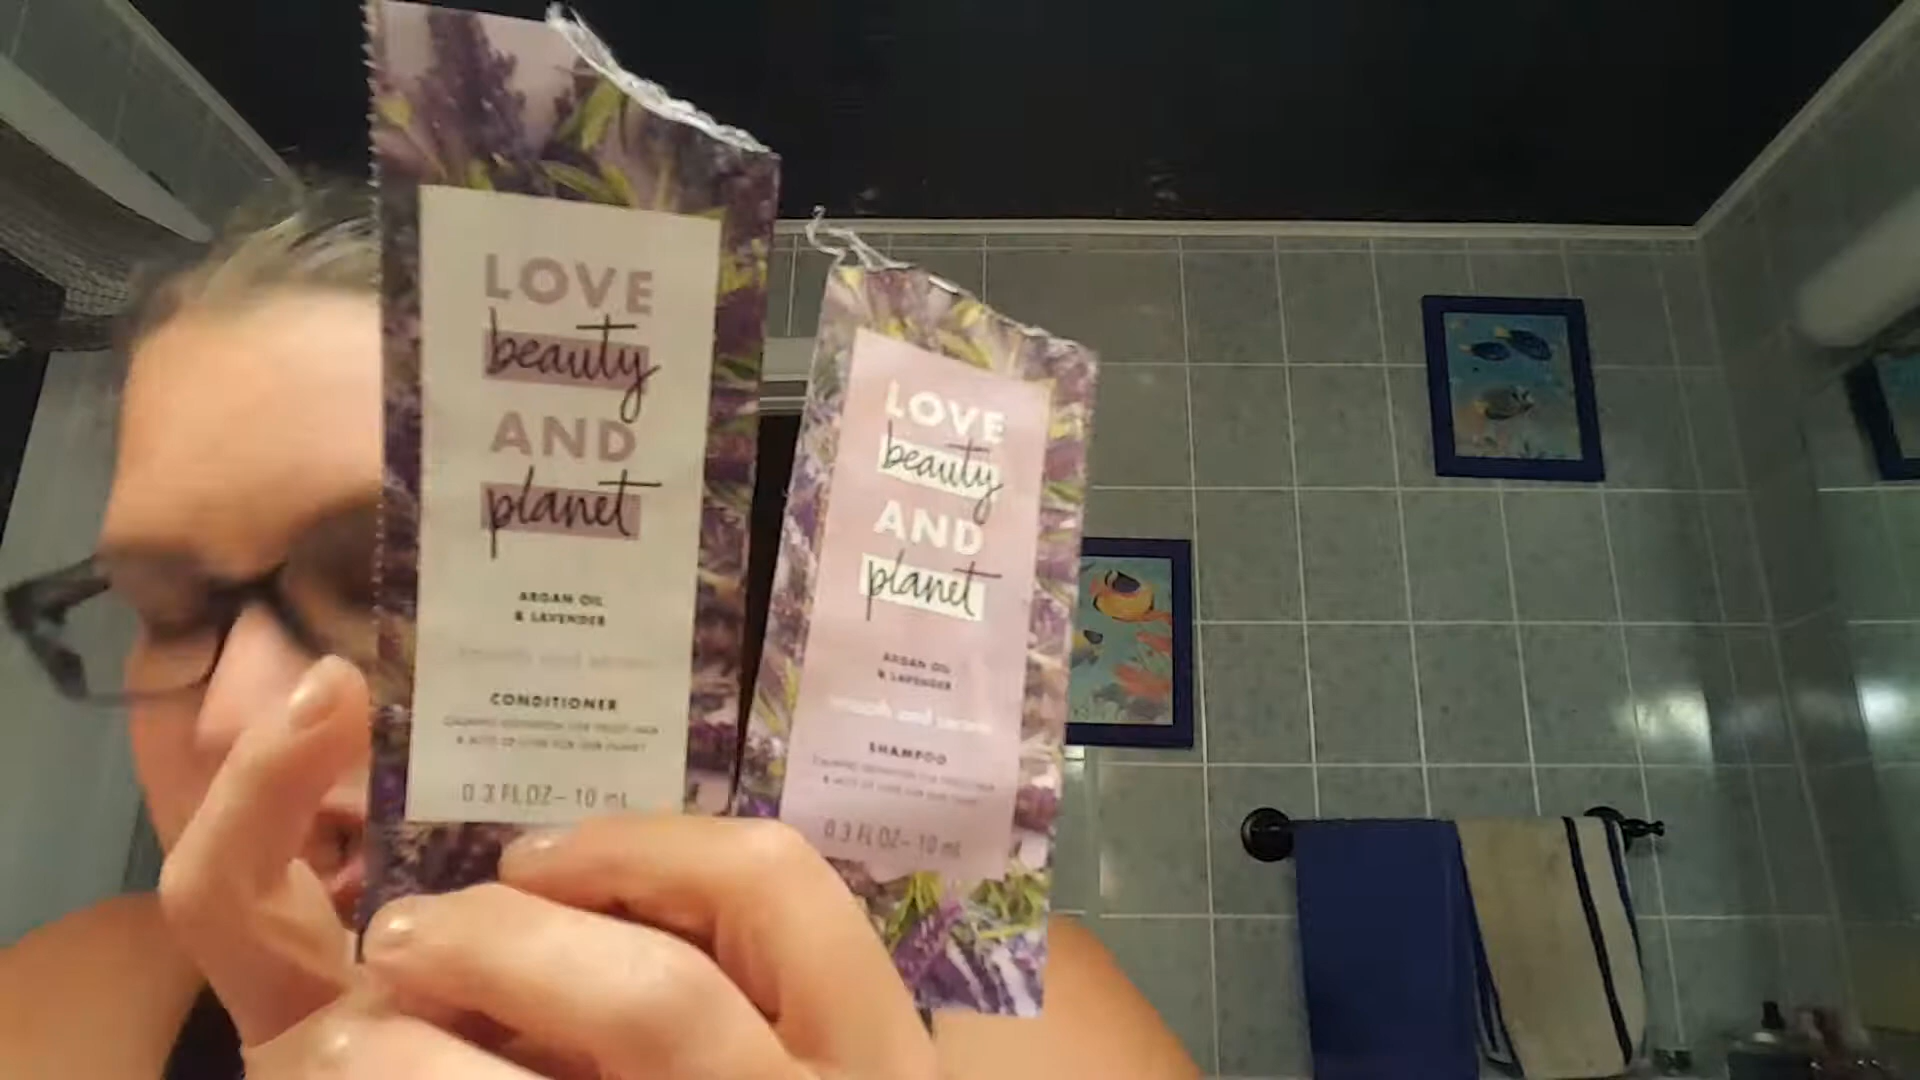 LOVE
beauty
AND
planet
ARGAN OIL
& LAVENDER
CONDITIONER
0.3 FL OZ – 10 mL
LOVE
beauty
AND
planet
ARGAN OIL
& LAVENDER
smooth and serene
SHAMPOO
0.3 FL OZ – 10 mL